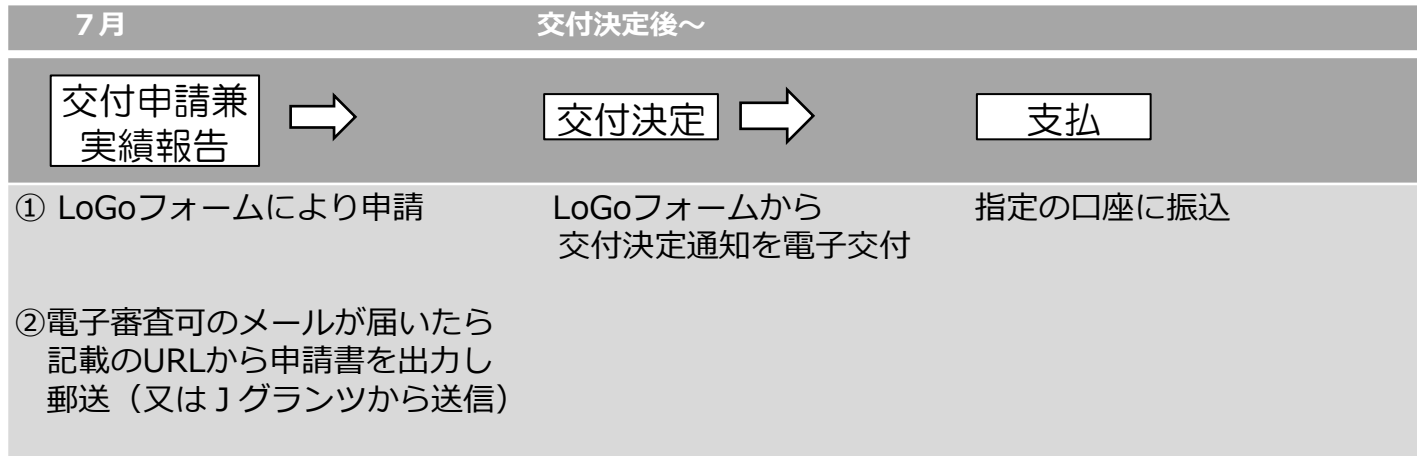 7月
交付決定後～
交付申請兼
実績報告
交付決定
支払
① LoGoフォームにより申請
②電子審査可のメールが届いたら
記載のURLから申請書を出力し
郵送（又はＪグランツから送信）
LoGoフォームから
交付決定通知を電子交付
指定の口座に振込